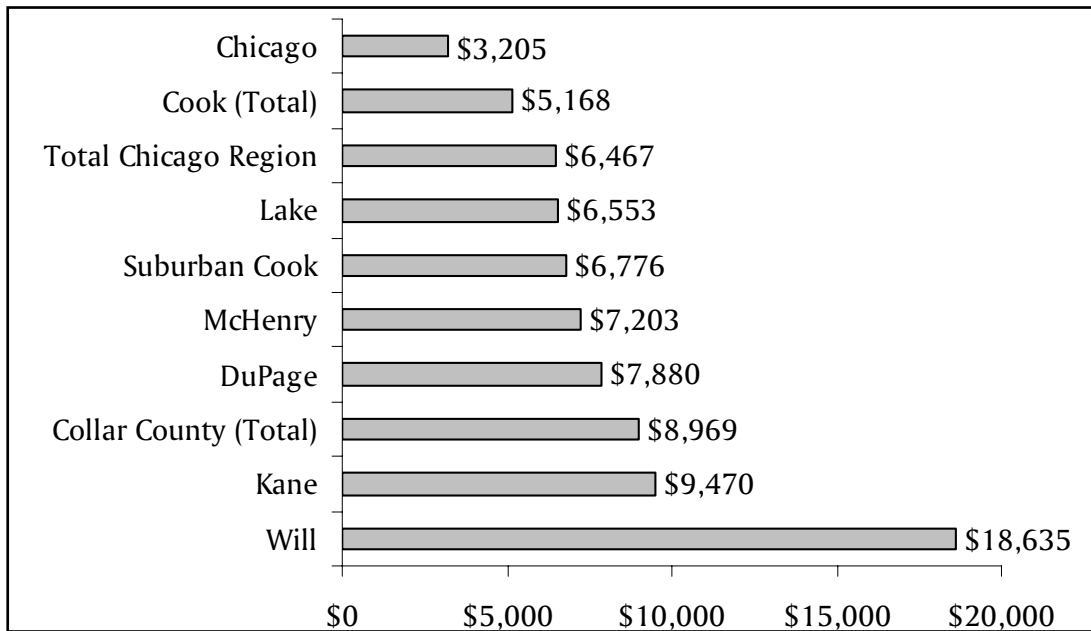 Chicago $3,205
Cook (Total) $5,168
Total Chicago Region $6,467
Lake $6,553
Suburban Cook $6,776
McHenry $7,203
DuPage $7,880
Collar County (Total) $8,969
Kane $9,470
Will $18,635
$0 $5,000 $10,000 $15,000 $20,000